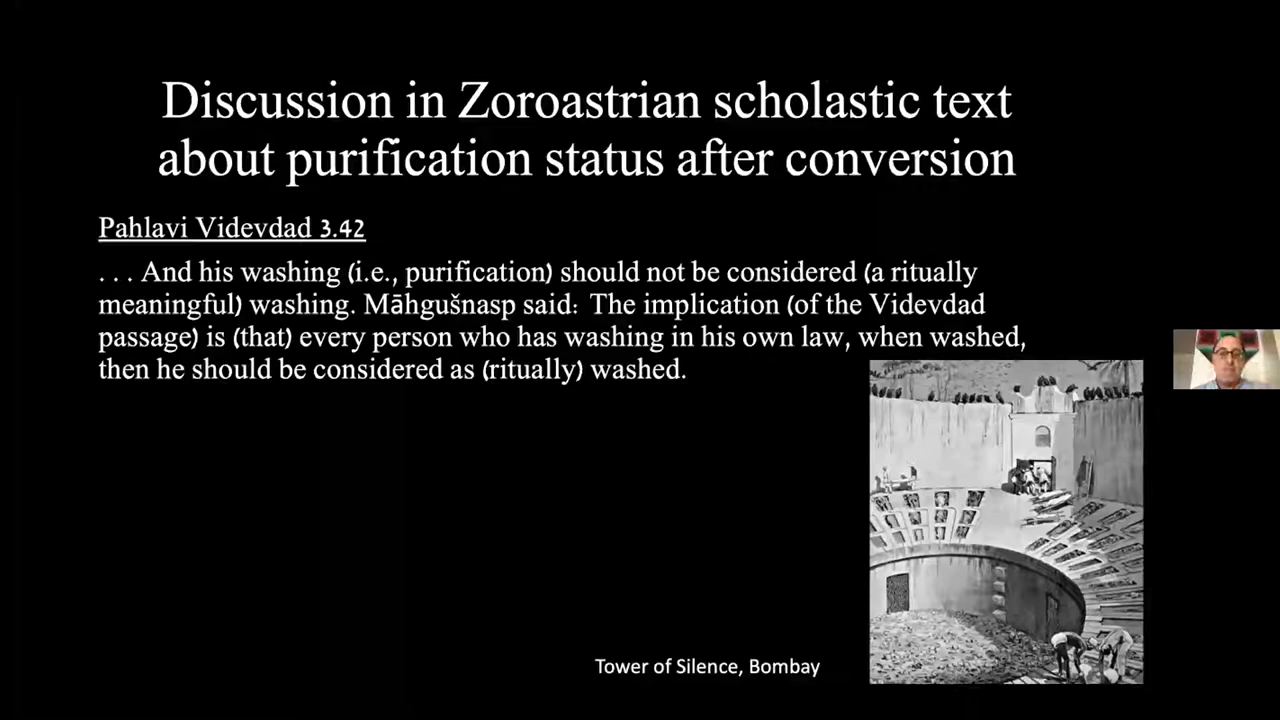 Discussion in Zoroastrian scholastic text
about purification status after conversion
Pahlavi Videvdad 3.42
. . . And his washing (i.e., purification) should not be considered (a ritually
meaningful) washing. Māhgušnasp said: The implication (of the Videvdad
passage) is (that) every person who has washing in his own law, when washed,
then he should be considered as (ritually) washed.
Tower of Silence, Bombay